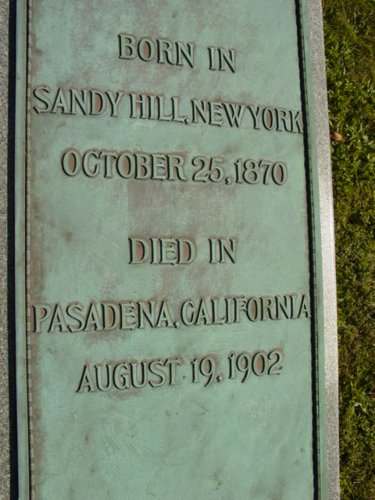 BORN IN
SANDY HILL, NEW YORK
OCTOBER 25, 1870
DIED IN
PASADENA, CALIFORNIA
AUGUST 19, 1902